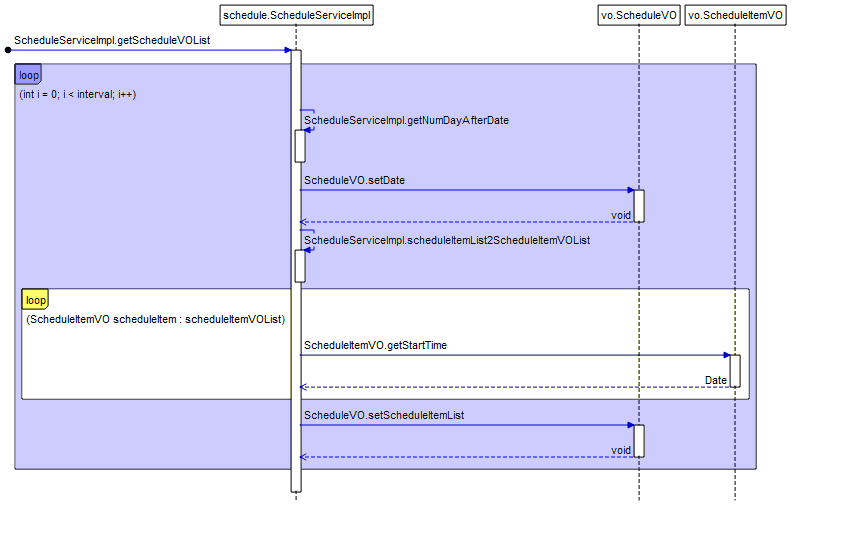 schedule.ScheduleServiceImpl
vo.ScheduleVO
vo.ScheduleItemVO
ScheduleServiceImpl.getScheduleVOList
loop
(int i = 0; i < interval; i++)
ScheduleServiceImpl.getNumDayAfterDate
ScheduleVO.setDate
void
ScheduleServiceImpl.scheduleItemList2ScheduleItemVOList
loop
(ScheduleItemVO scheduleItem : scheduleItemVOList)
ScheduleItemVO.getStartTime
Date
ScheduleVO.setScheduleItemList
void